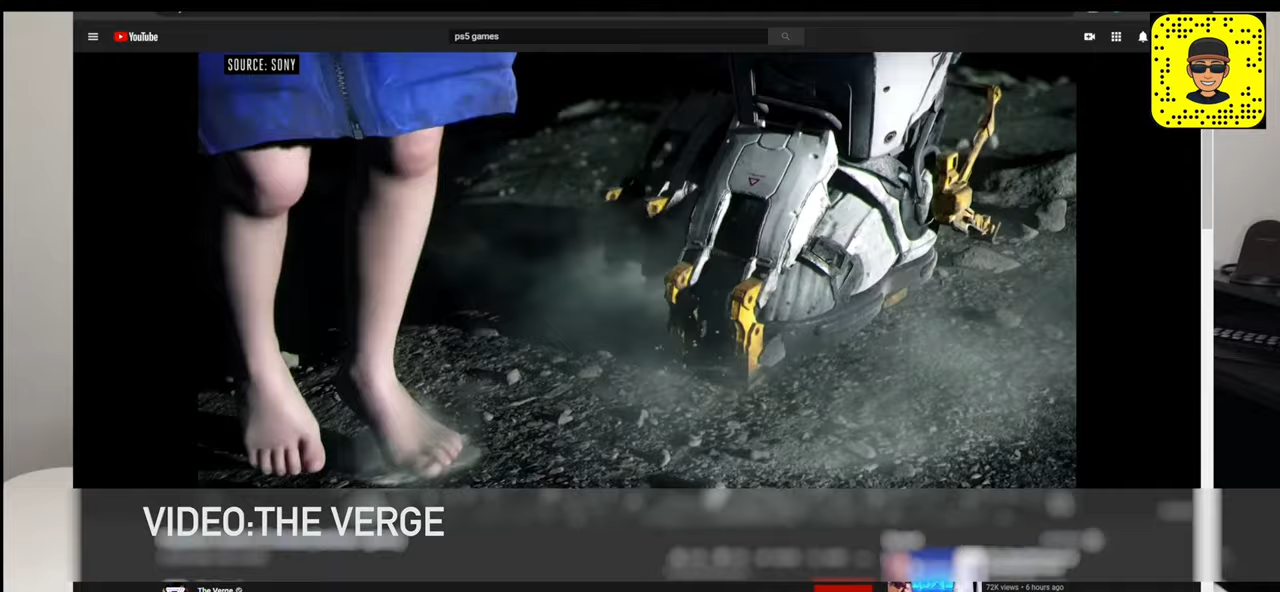 YouTube
ps5 games
SOURCE: SONY
VIDEO:THE VERGE
The Verge
72K views • 6 hours ago